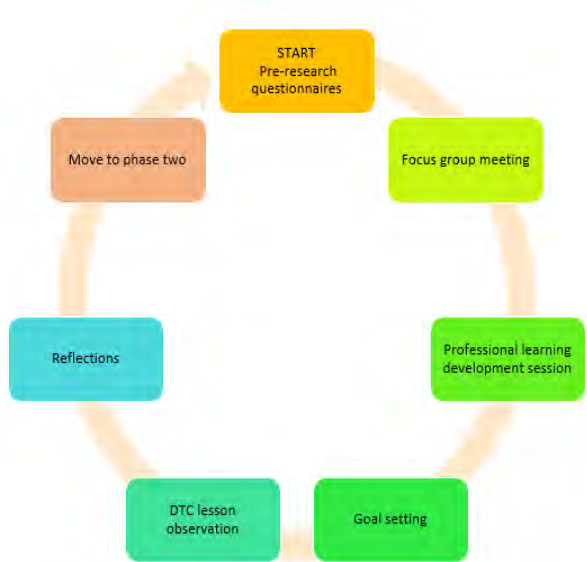 START
Pre-research
questionnaires
Focus group meeting
Professional learning
development session
Goal setting
DTC lesson
observation
Reflections
Move to phase two